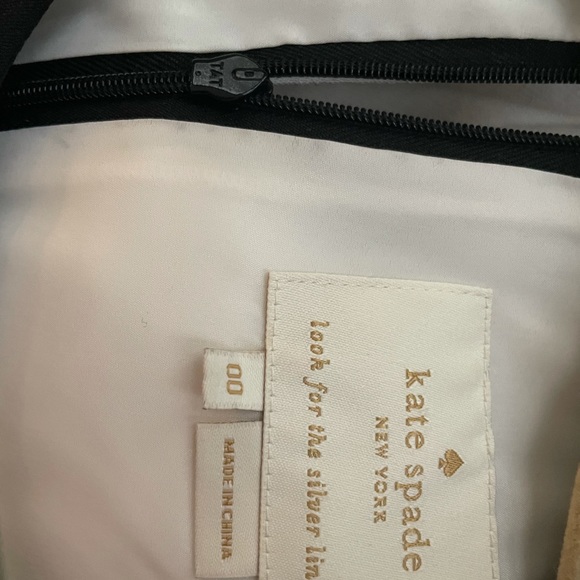 kate spade
NEW YORK
look for the silver lin
00
MADE IN CHINA